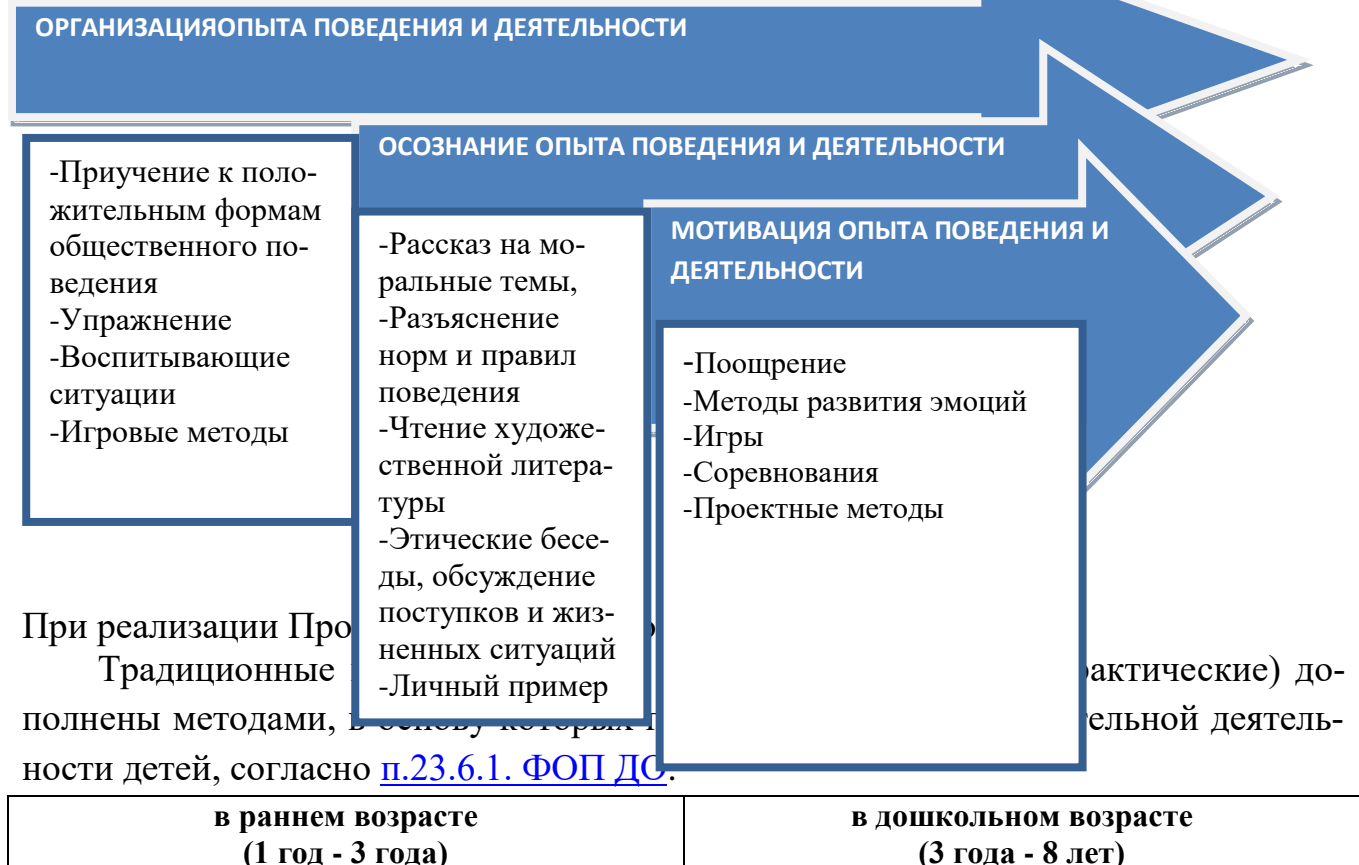 ОРГАНИЗАЦИЯОПЫТА ПОВЕДЕНИЯ И ДЕЯТЕЛЬНОСТИ
-Приучение к поло-
жительным формам
общественного по-
ведения
-Упражнение
-Воспитывающие
ситуации
-Игровые методы
ОСОЗНАНИЕ ОПЫТА ПОВЕДЕНИЯ И ДЕЯТЕЛЬНОСТИ
-Рассказ на мо-
ральные темы,
-Разъяснение
норм и правил
поведения
-Чтение художе-
ственной литера-
туры
-Этические бесе-
ды, обсуждение
поступков и жиз-
ненных ситуаций
-Личный пример
МОТИВАЦИЯ ОПЫТА ПОВЕДЕНИЯ И
ДЕЯТЕЛЬНОСТИ
-Поощрение
-Методы развития эмоций
-Игры
-Соревнования
-Проектные методы
При реализации
Традиционные до-
полнены методами, в основу которых деятель-
ности детей, согласно п.23.6.1. ФОП ДО.
в раннем возрасте
(1 год - 3 года)
в дошкольном возрасте
(3 года - 8 лет)